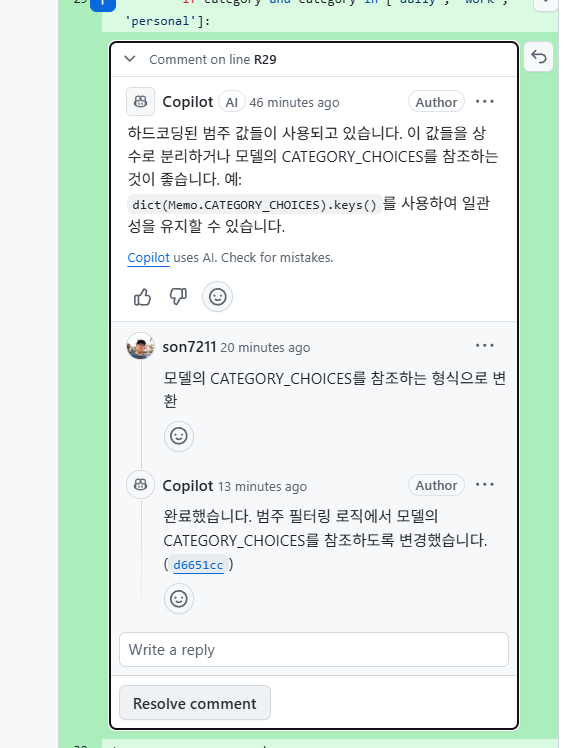 if category and category in ['daily', 'work',
'personal']:
Comment on line R29
Copilot AI 46 minutes ago Author
하드코딩된 범주 값들이 사용되고 있습니다. 이 값들을 상
수로 분리하거나 모델의 CATEGORY_CHOICES를 참조하는
것이 좋습니다. 예:
dict(Memo.CATEGORY_CHOICES).keys() 를 사용하여 일관
성을 유지할 수 있습니다.
Copilot uses AI. Check for mistakes.
son7211 20 minutes ago
모델의 CATEGORY_CHOICES를 참조하는 형식으로 변
환
Copilot 13 minutes ago Author
완료했습니다. 범주 필터링 로직에서 모델의
CATEGORY_CHOICES를 참조하도록 변경했습니다.
(d6651cc)
Write a reply
Resolve comment